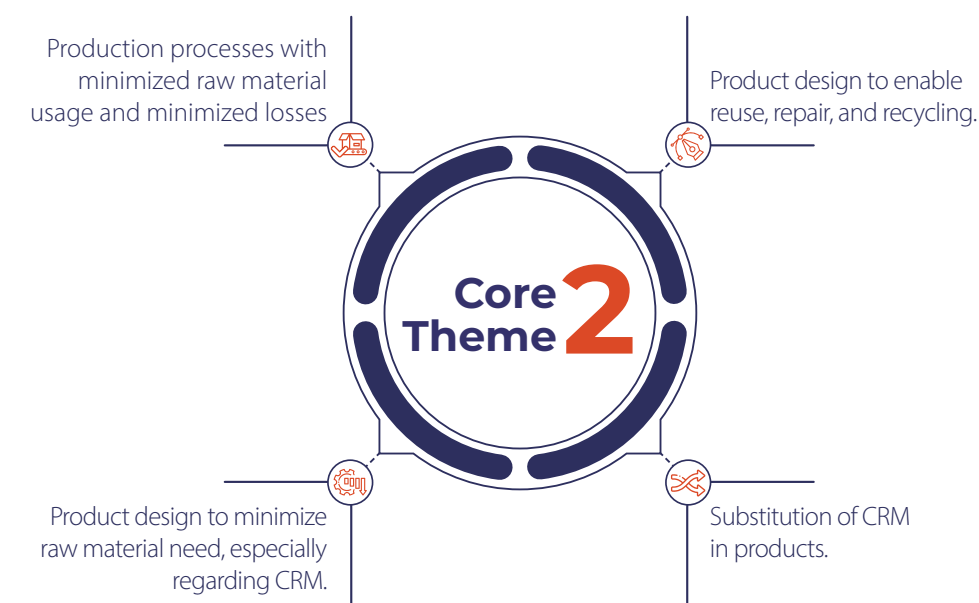 Production processes with
minimized raw material
usage and minimized losses
Product design to enable
reuse, repair, and recycling.
Core
Theme 2
Product design to minimize
raw material need, especially
regarding CRM.
Substitution of CRM
in products.